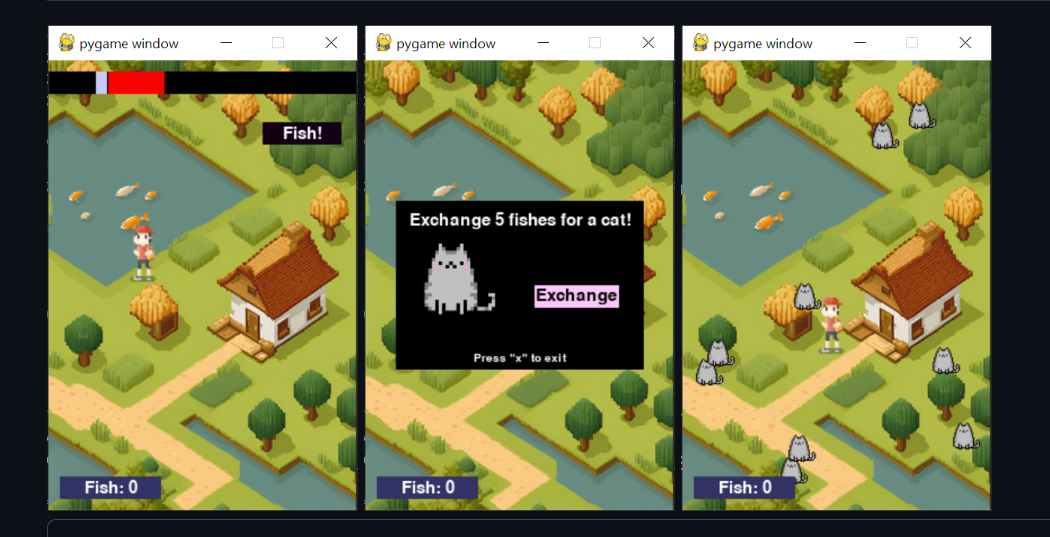 pygame window
Fish!
Fish: 0
pygame window
Exchange 5 fishes for a cat!
Exchange
Press "x" to exit
Fish: 0
pygame window
Fish: 0